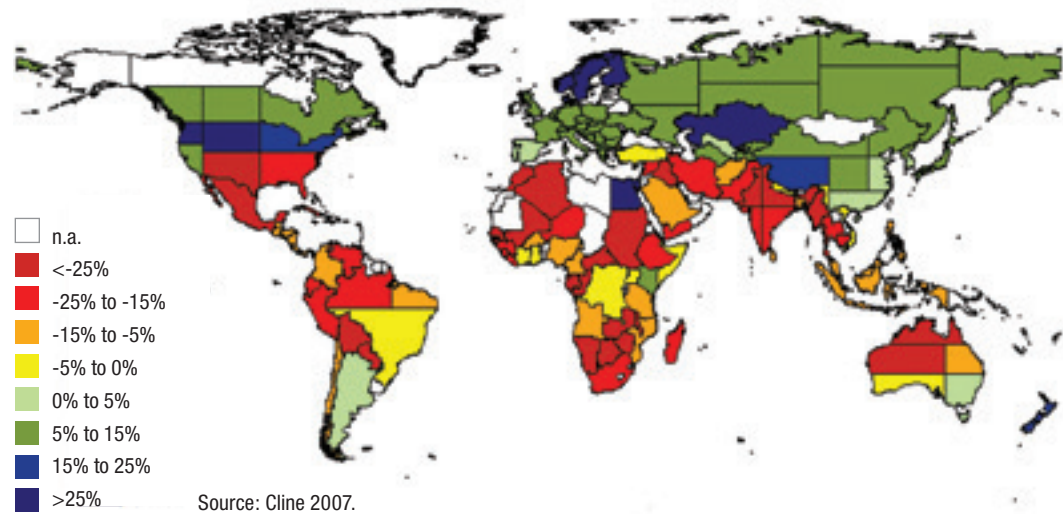 n.a.
<-25%
-25% to -15%
-15% to -5%
-5% to 0%
0% to 5%
5% to 15%
15% to 25%
>25%
Source: Cline 2007.